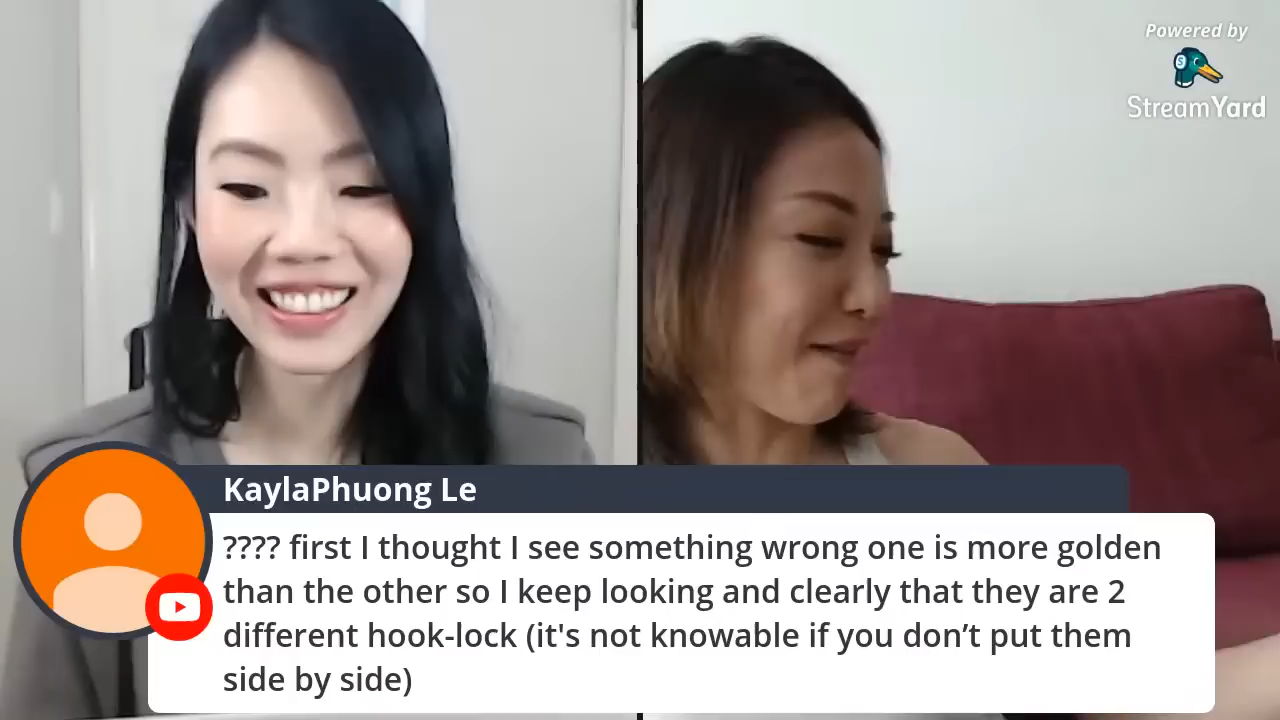 Powered by
StreamYard
KaylaPhuong Le
???? first I thought I see something wrong one is more golden
than the other so I keep looking and clearly that they are 2
different hook-lock (it's not knowable if you don’t put them
side by side)